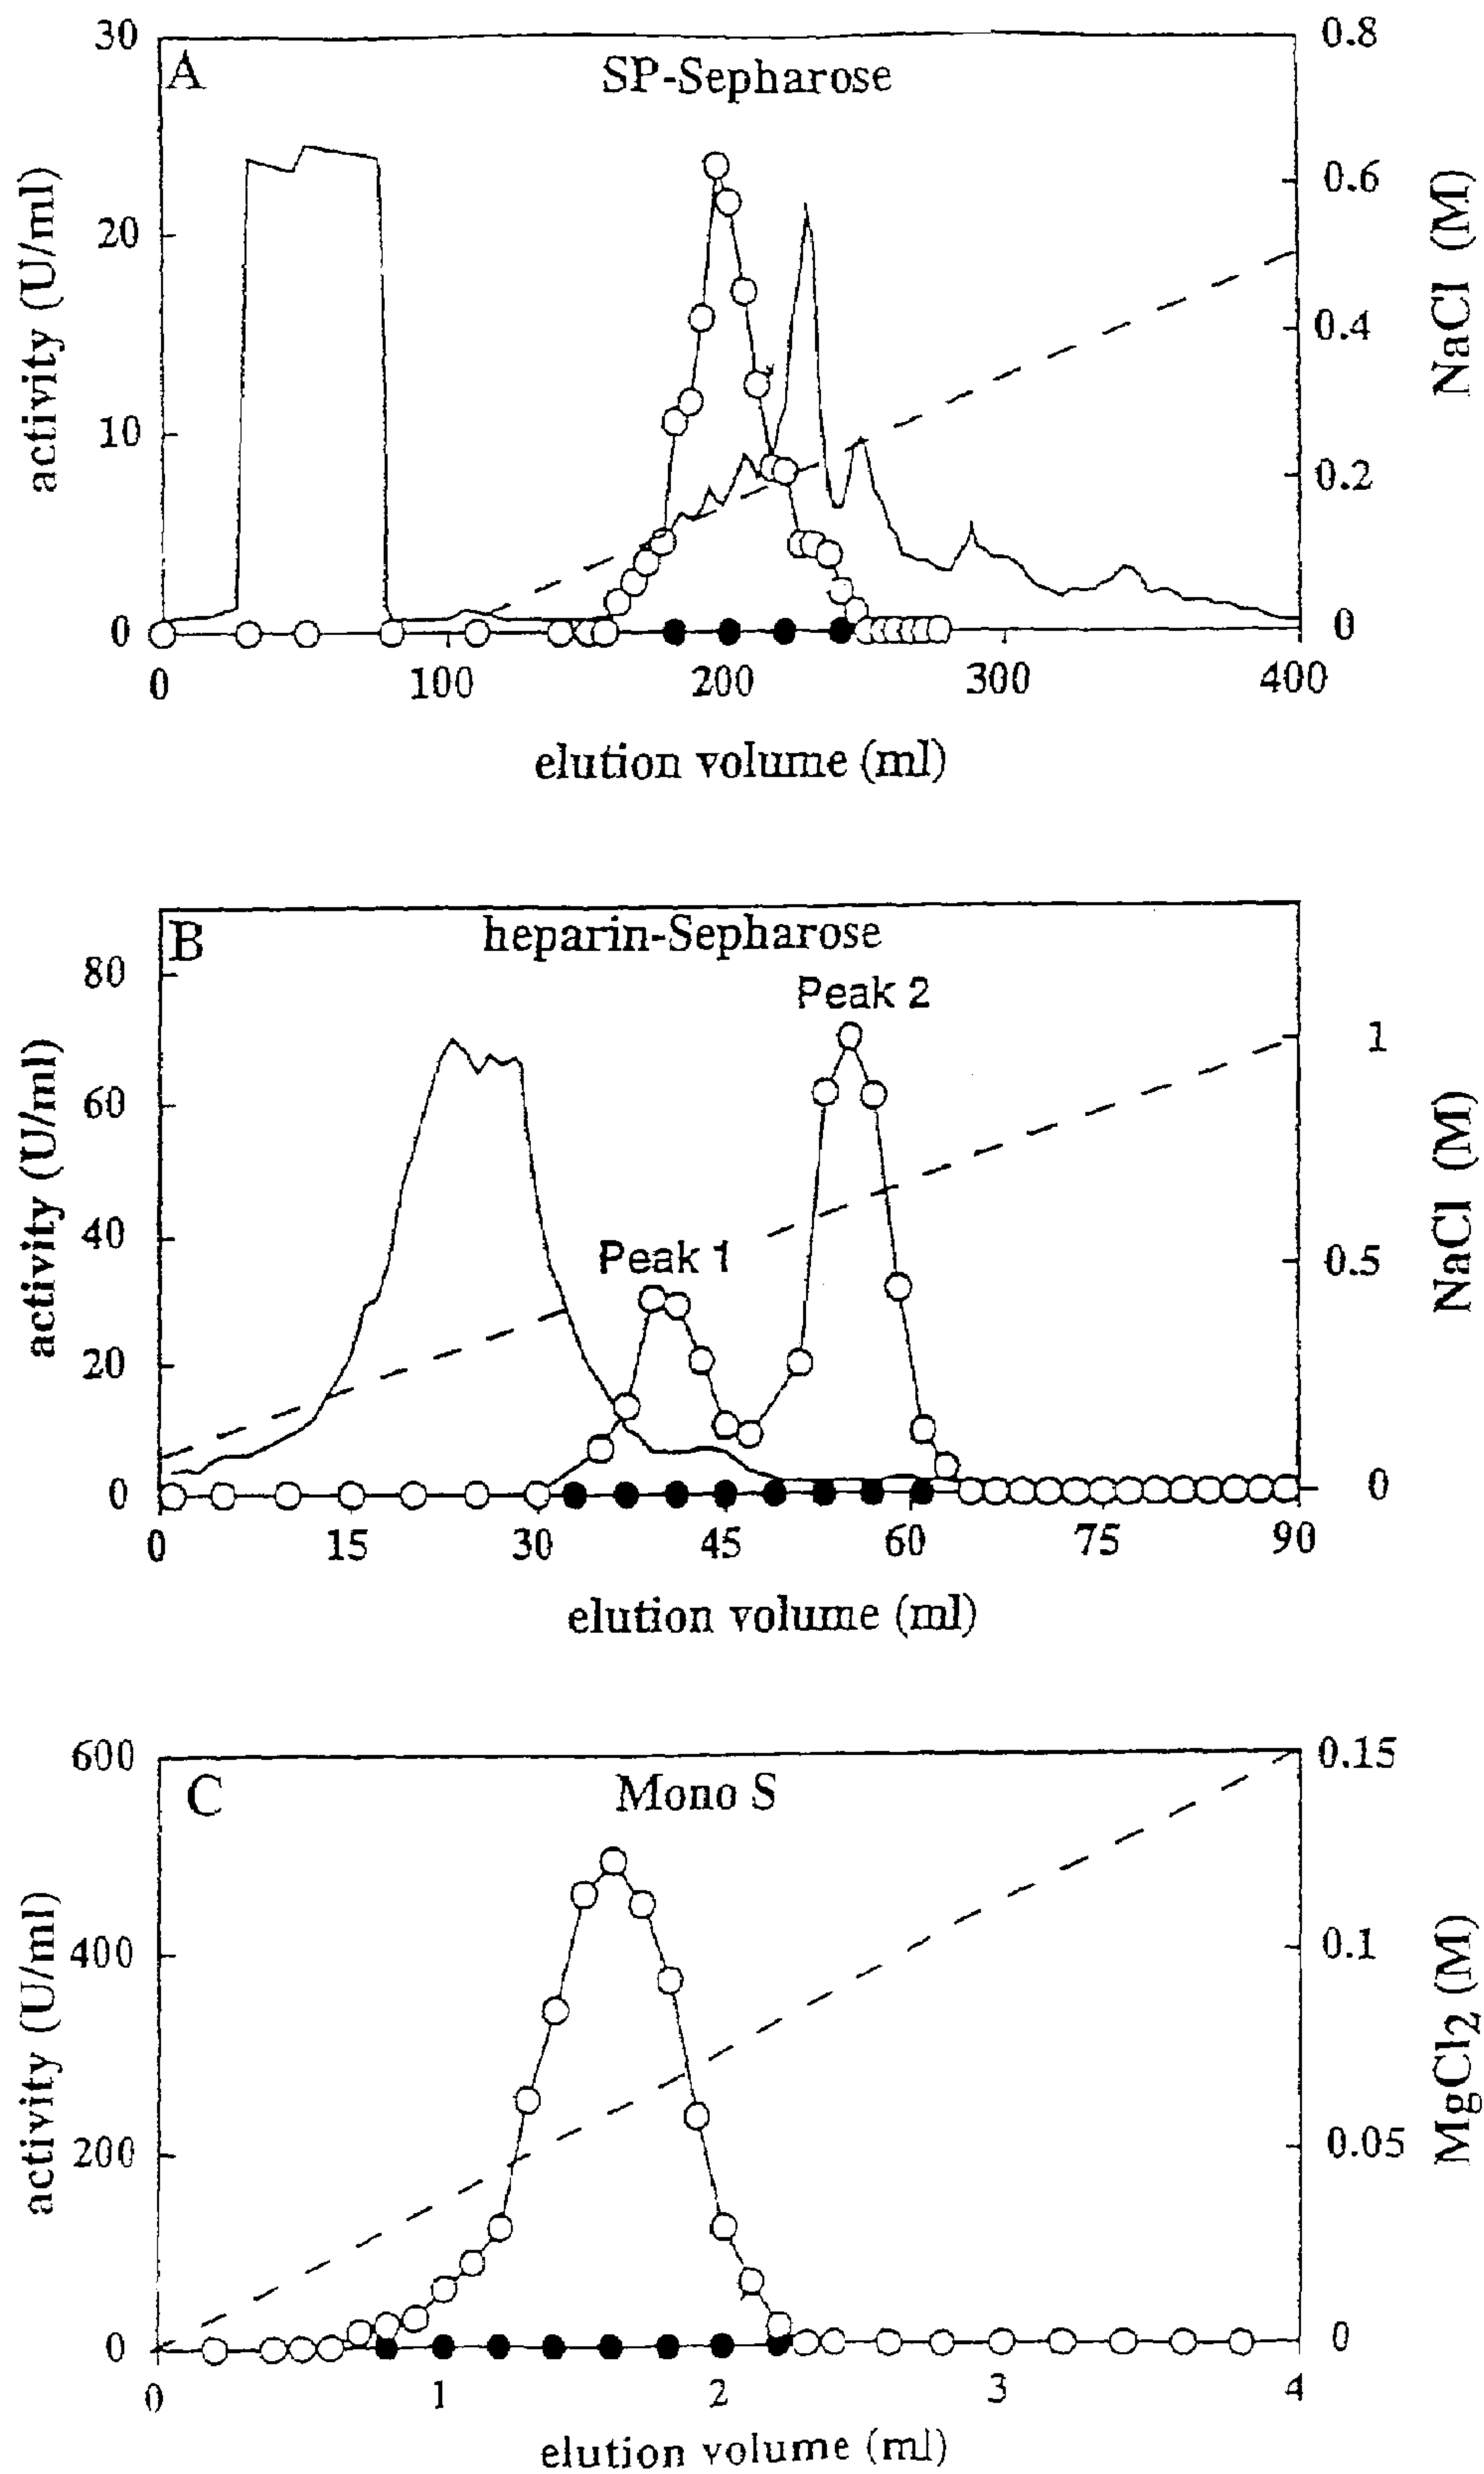 A
SP-Sepharose
30
20
10
0
activity (U/ml)
0.8
0.6
0.4
0.2
0
NaCl (M)
0 100 200 300 400
elution volume (ml)
B
heparin-Sepharose
Peak 1
Peak 2
80
60
40
20
0
activity (U/ml)
1
0.5
0
NaCl (M)
0 15 30 45 60 75 90
elution volume (ml)
C
Mono S
600
400
200
0
activity (U/ml)
0.15
0.1
0.05
0
MgCl2 (M)
0 1 2 3 4
elution volume (ml)